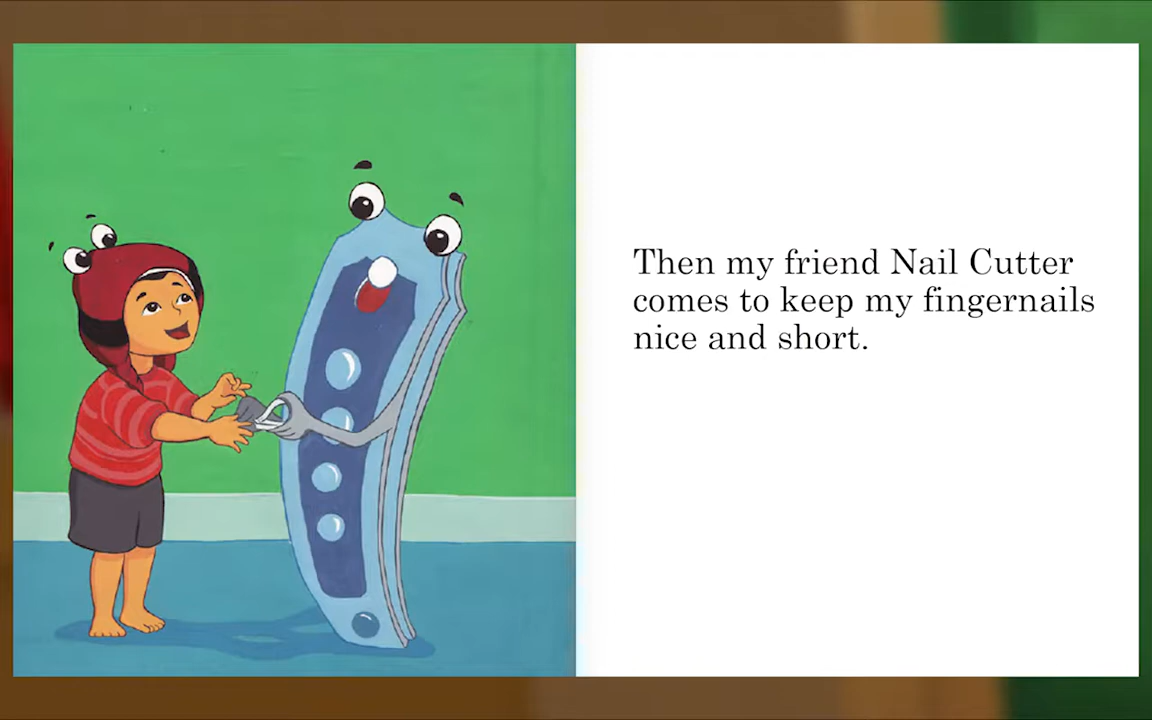 Then my friend Nail Cutter
comes to keep my fingernails
nice and short.